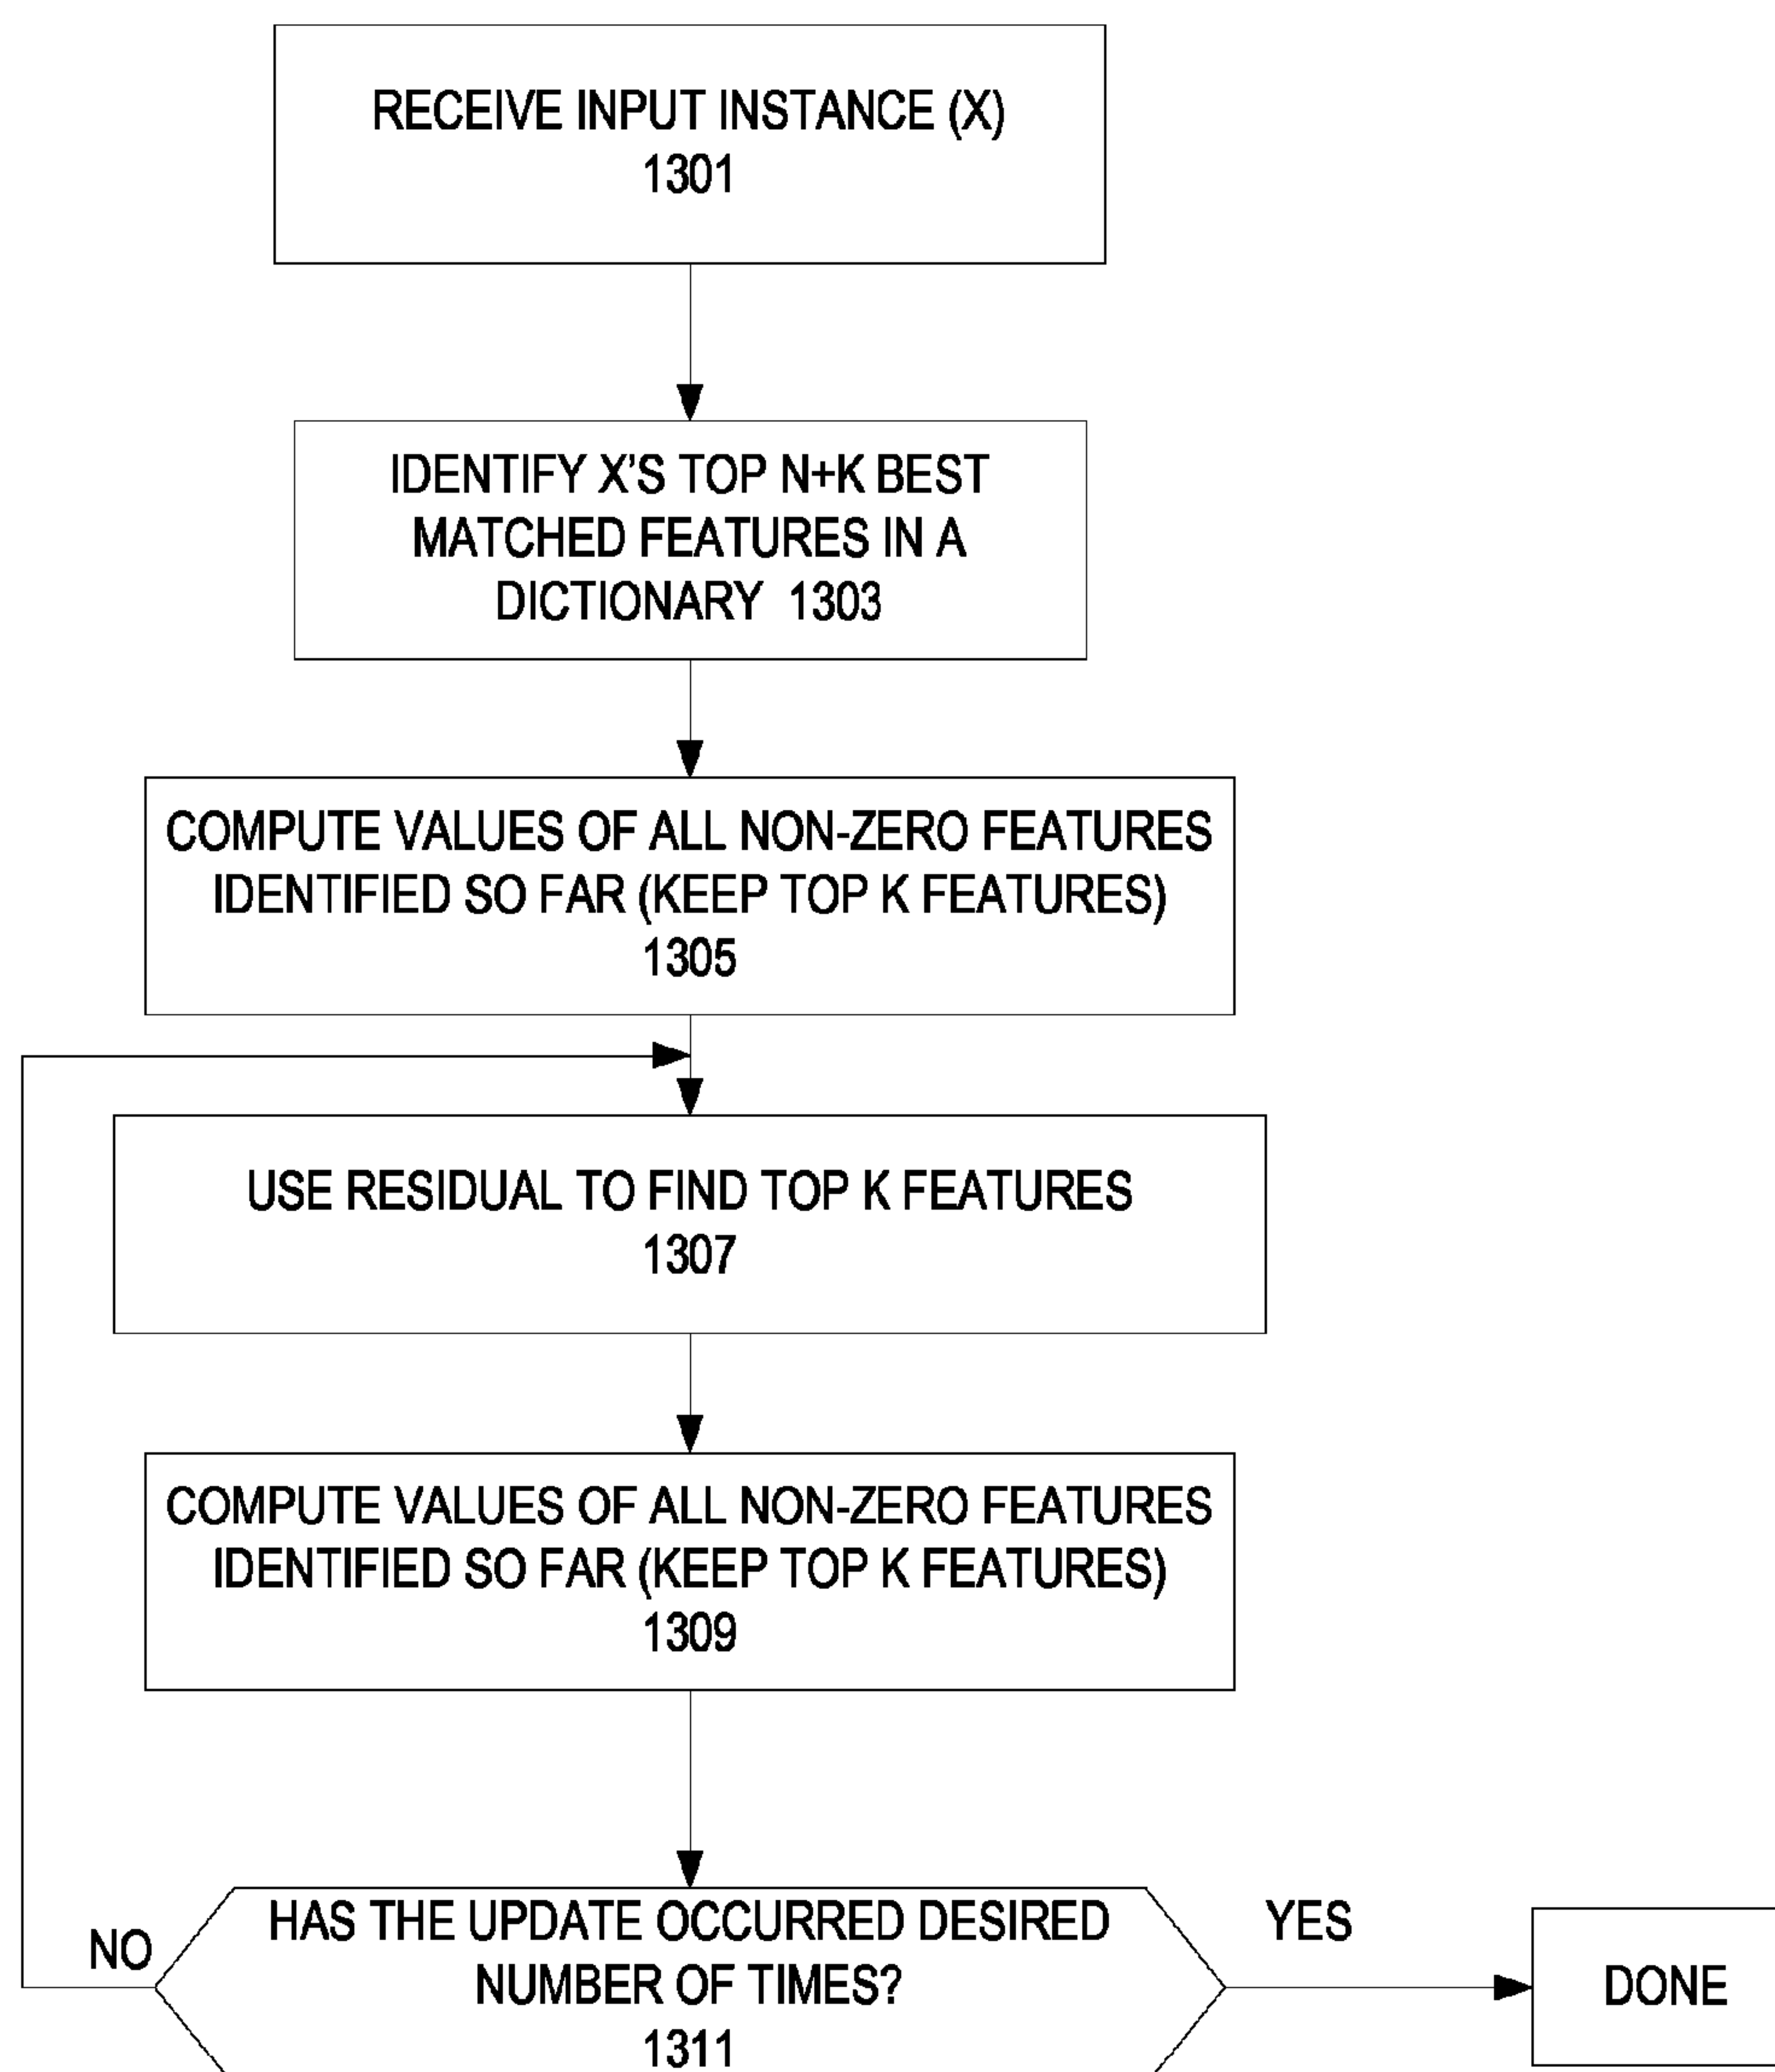 RECEIVE INPUT INSTANCE (X)
1301
IDENTIFY X'S TOP N+K BEST
MATCHED FEATURES IN A
DICTIONARY 1303
COMPUTE VALUES OF ALL NON-ZERO FEATURES
IDENTIFIED SO FAR (KEEP TOP K FEATURES)
1305
USE RESIDUAL TO FIND TOP K FEATURES
1307
COMPUTE VALUES OF ALL NON-ZERO FEATURES
IDENTIFIED SO FAR (KEEP TOP K FEATURES)
1309
NO
HAS THE UPDATE OCCURRED DESIRED
NUMBER OF TIMES?
1311
YES
DONE